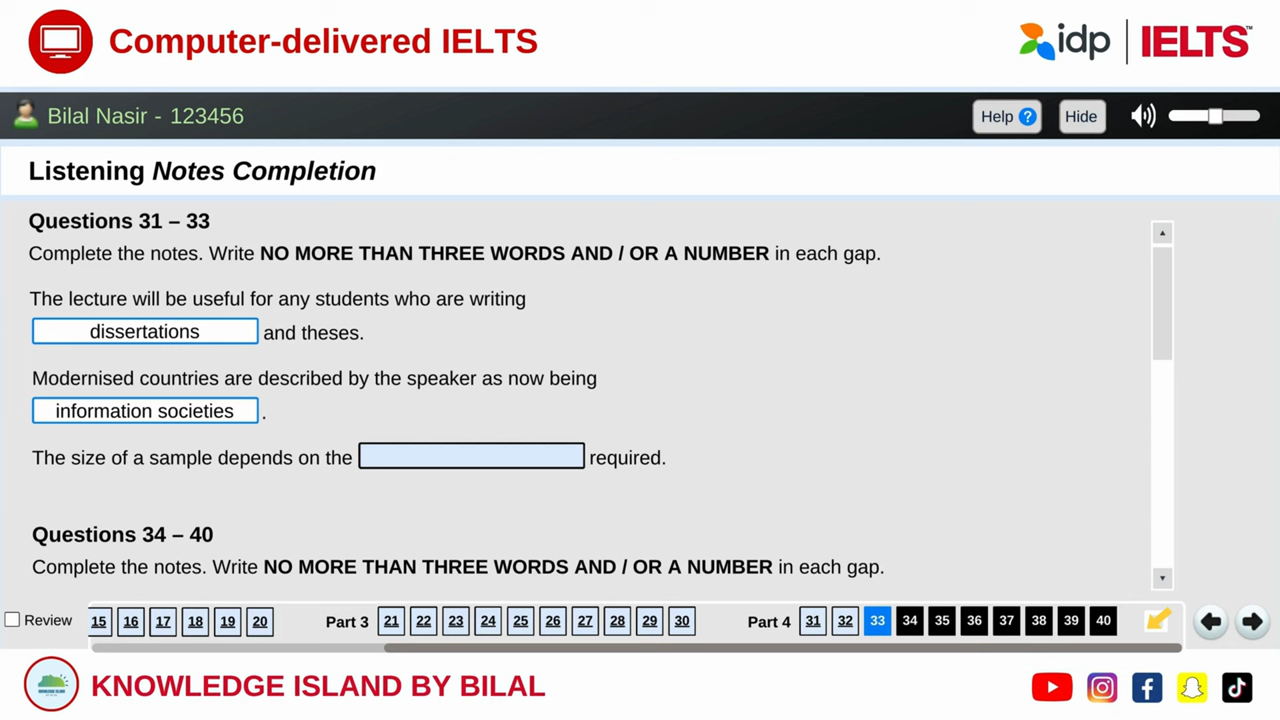 Computer-delivered IELTS
idp IELTS™
Bilal Nasir - 123456
Help ?
Hide
Listening Notes Completion
Questions 31 – 33
Complete the notes. Write NO MORE THAN THREE WORDS AND / OR A NUMBER in each gap.
The lecture will be useful for any students who are writing
dissertations and theses.
Modernised countries are described by the speaker as now being
information societies .
The size of a sample depends on the required.
Questions 34 – 40
Complete the notes. Write NO MORE THAN THREE WORDS AND / OR A NUMBER in each gap.
Review 15 16 17 18 19 20 Part 3 21 22 23 24 25 26 27 28 29 30 Part 4 31 32 33 34 35 36 37 38 39 40
KNOWLEDGE ISLAND BY BILAL